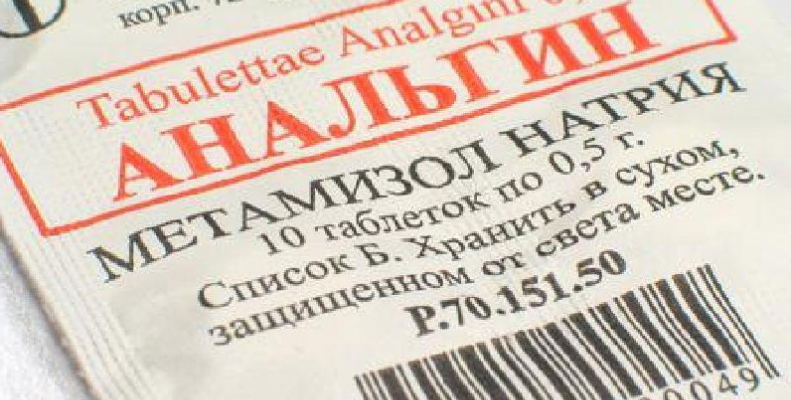 корп.
Tabulettae Analgini
АНАЛЬГИН
МЕТАМИЗОЛ НАТРИЯ
10 таблеток по 0,5 г.
Список Б. Хранить в сухом,
защищенном от света месте.
Р.70.151.50
0049